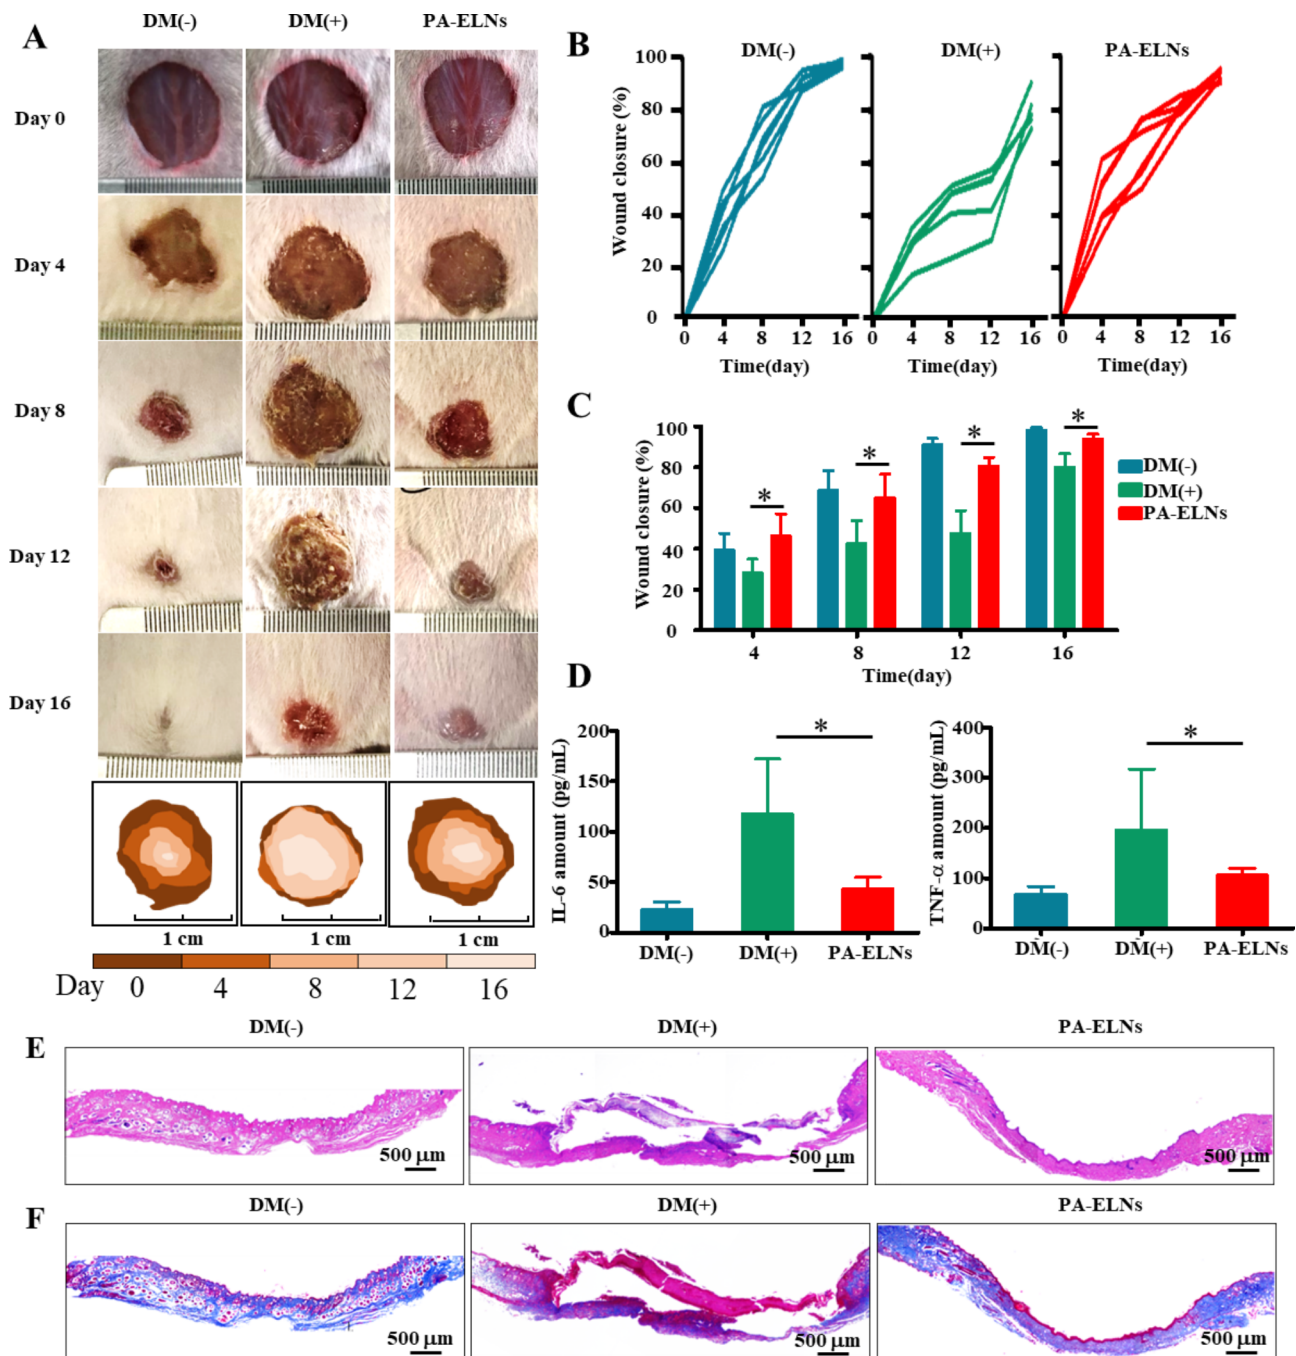 A
DM(-) DM(+) PA-ELNs
Day 0
Day 4
Day 8
Day 12
Day 16
1 cm 1 cm 1 cm
Day 0 4 8 12 16
B
DM(-) DM(+) PA-ELNs
Wound closure (%)
100
80
60
40
20
0
0 4 8 12 16 0 4 8 12 16 0 4 8 12 16
Time(day) Time(day) Time(day)
C
Wound closure (%)
100
80
60
40
20
0
* * * *
4 8 12 16
Time(day)
DM(-)
DM(+)
PA-ELNs
D
IL-6 amount (pg/mL)
200
150
100
50
0
*
DM(-) DM(+) PA-ELNs
TNF-α amount (pg/mL)
400
300
200
100
0
*
DM(-) DM(+) PA-ELNs
E
DM(-) DM(+) PA-ELNs
500 µm 500 µm 500 µm
F
DM(-) DM(+) PA-ELNs
500 µm 500 µm 500 µm